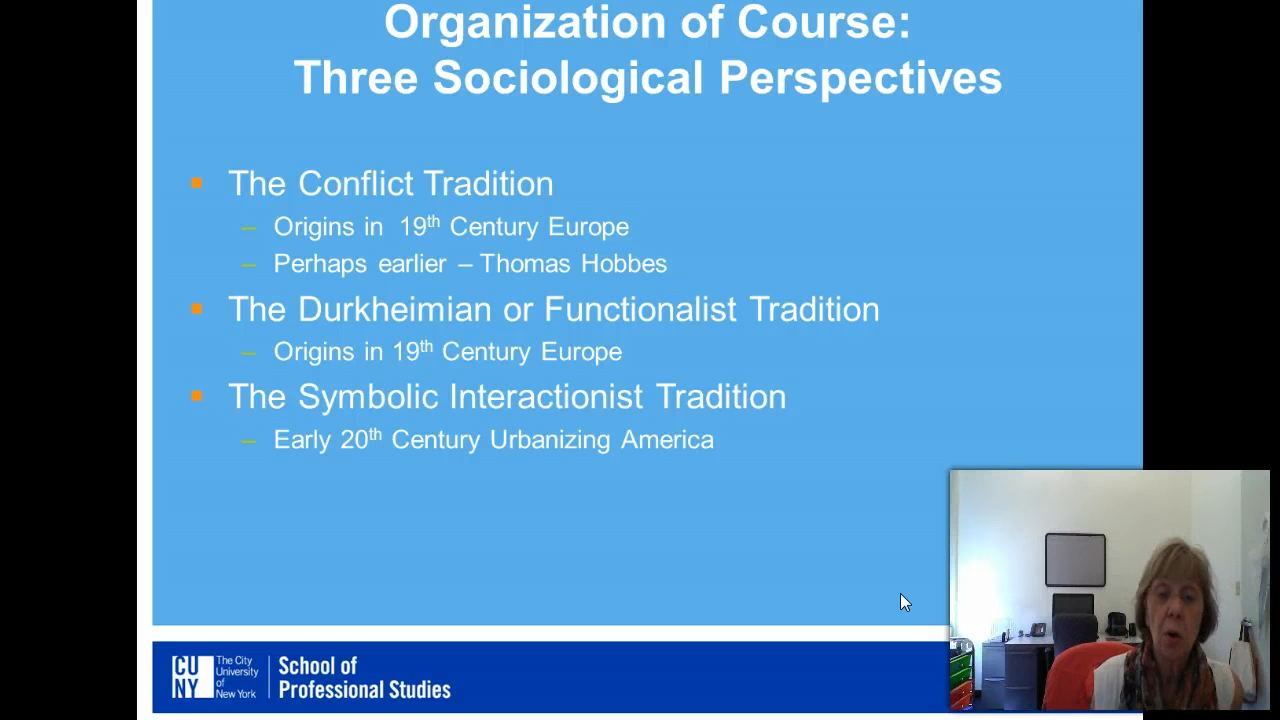 Organization of Course:
Three Sociological Perspectives
▪ The Conflict Tradition
– Origins in 19th Century Europe
– Perhaps earlier – Thomas Hobbes
▪ The Durkheimian or Functionalist Tradition
– Origins in 19th Century Europe
▪ The Symbolic Interactionist Tradition
– Early 20th Century Urbanizing America
CU
NY
The City
University
of
New York
School of
Professional Studies